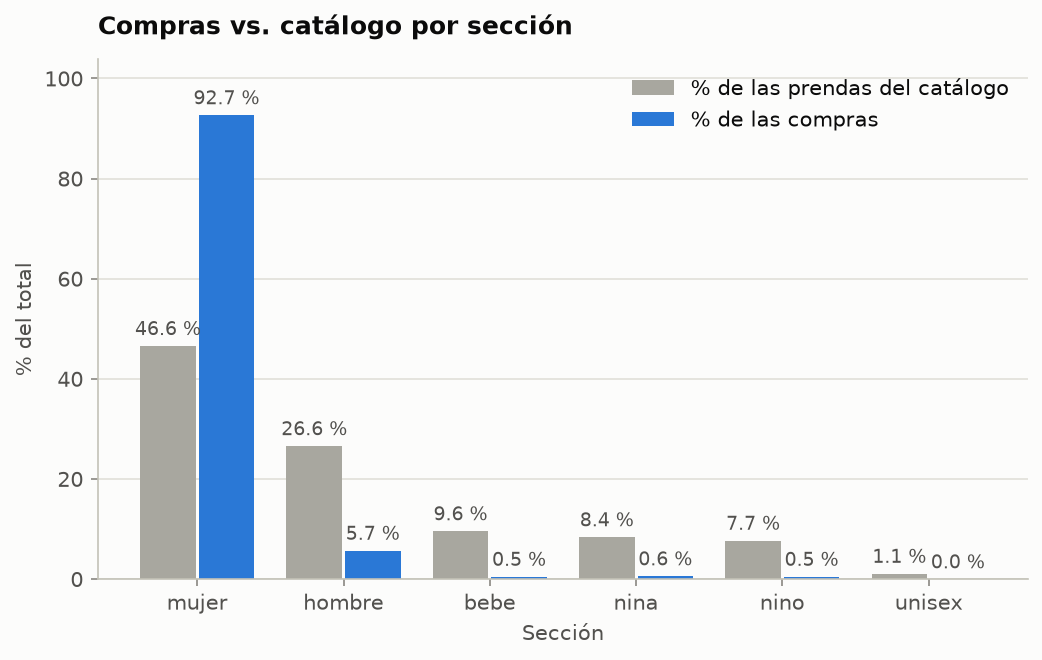 Compras vs. catálogo por sección
% de las prendas del catálogo
% de las compras
% del total
100
80
60
40
20
0
46.6 %
92.7 %
26.6 %
5.7 %
9.6 %
0.5 %
8.4 %
0.6 %
7.7 %
0.5 %
1.1 %
0.0 %
mujer
hombre
bebe
nina
nino
unisex
Sección